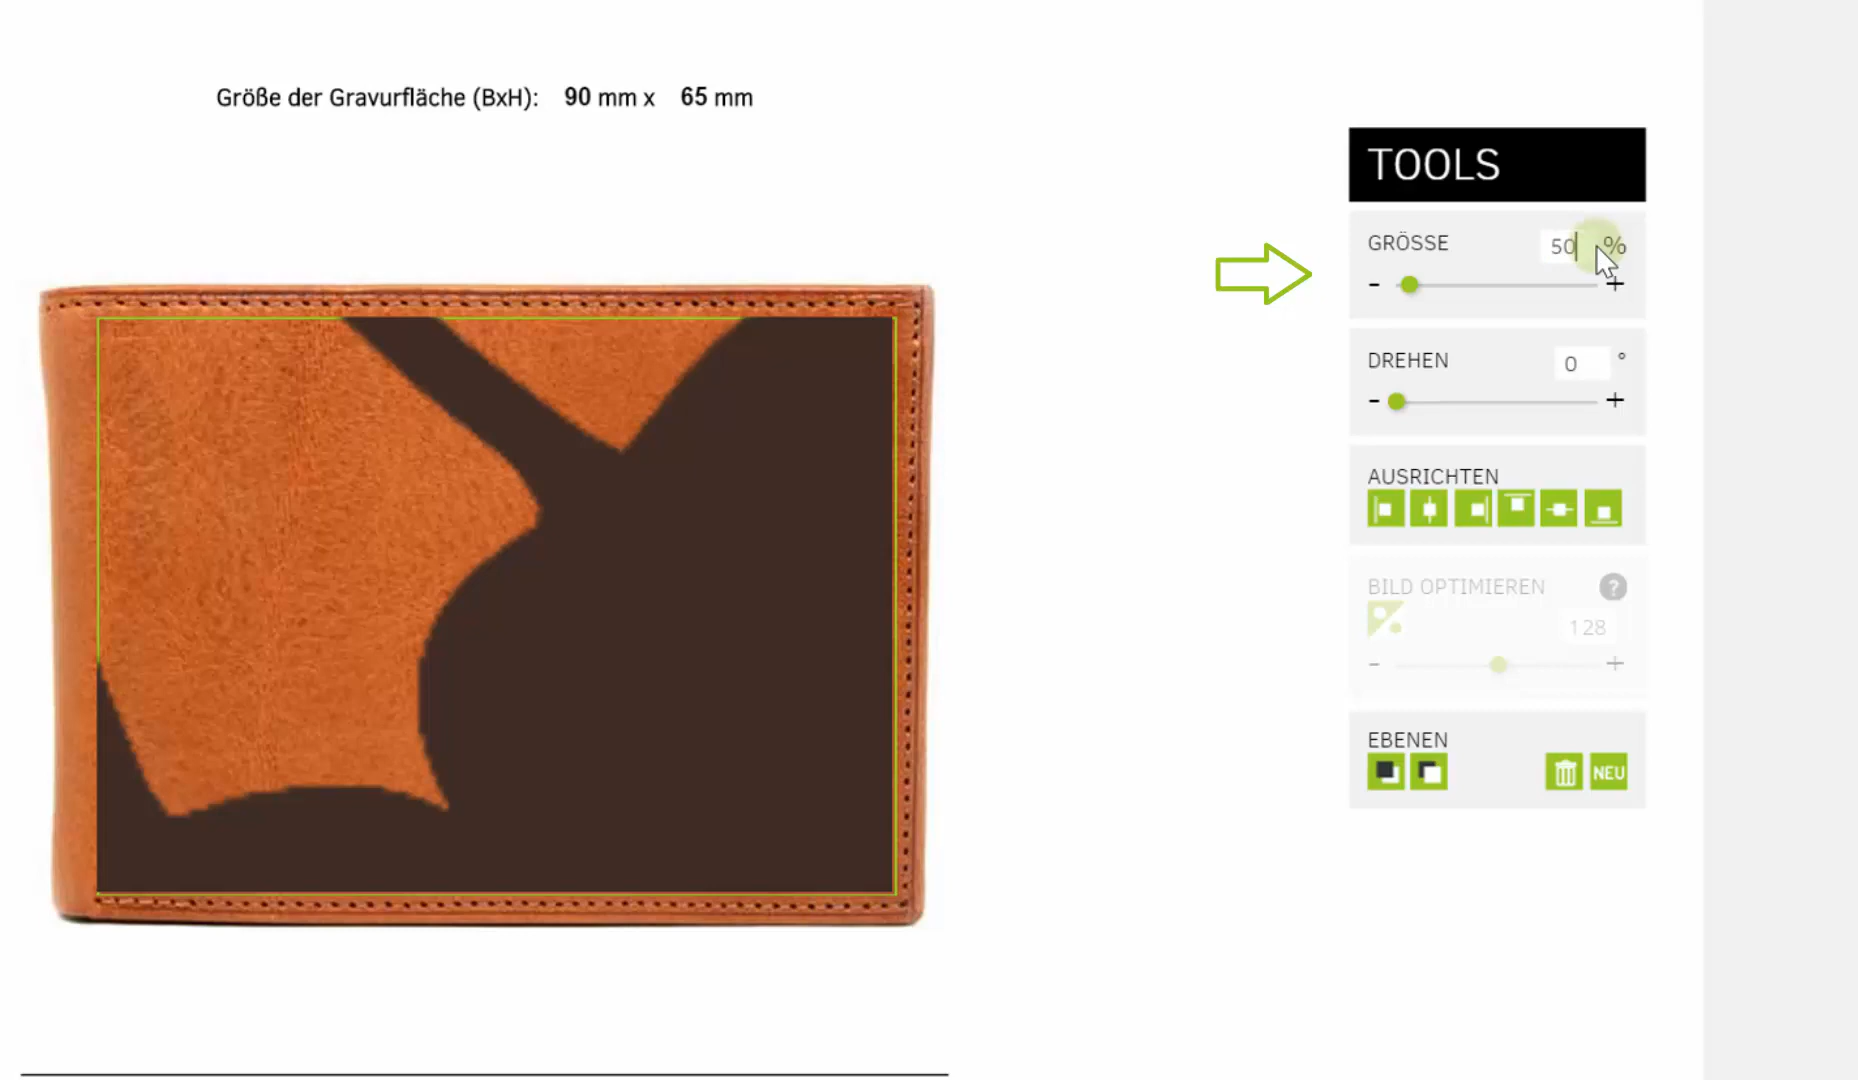 Größe der Gravurfläche (BxH): 90 mm x 65 mm
TOOLS
GRÖSSE 50 %
- +
DREHEN 0 °
- +
AUSRICHTEN
BILD OPTIMIEREN ?
128
- +
EBENEN
NEU